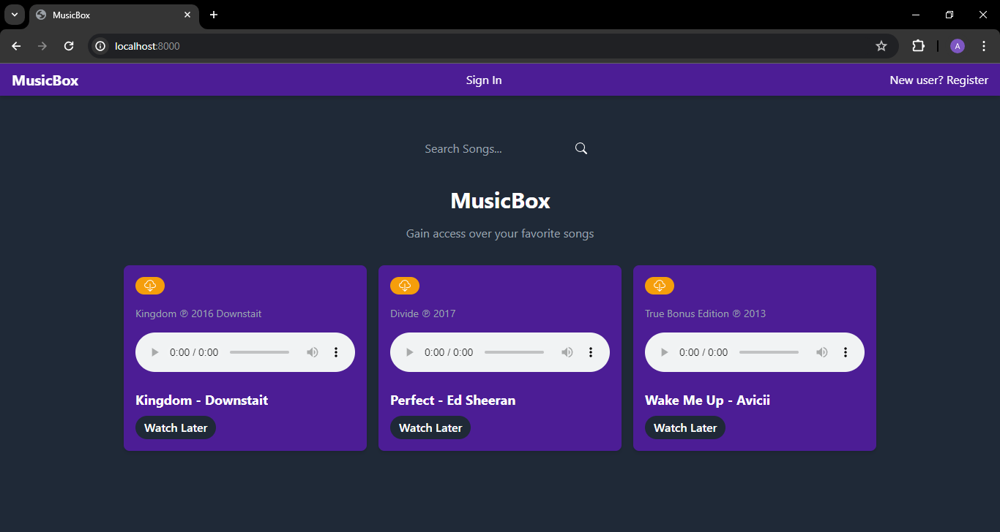 MusicBox
localhost:8000
A
MusicBox Sign In New user? Register
Search Songs...
MusicBox
Gain access over your favorite songs
Kingdom ℗ 2016 Downstait
0:00 / 0:00
Kingdom - Downstait
Watch Later
Divide ℗ 2017
0:00 / 0:00
Perfect - Ed Sheeran
Watch Later
True Bonus Edition ℗ 2013
0:00 / 0:00
Wake Me Up - Avicii
Watch Later